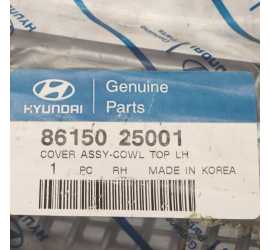 Genuine
Parts
HYUNDAI
86150 25001
COVER ASSY-COWL TOP LH
1 PC RH MADE IN KOREA